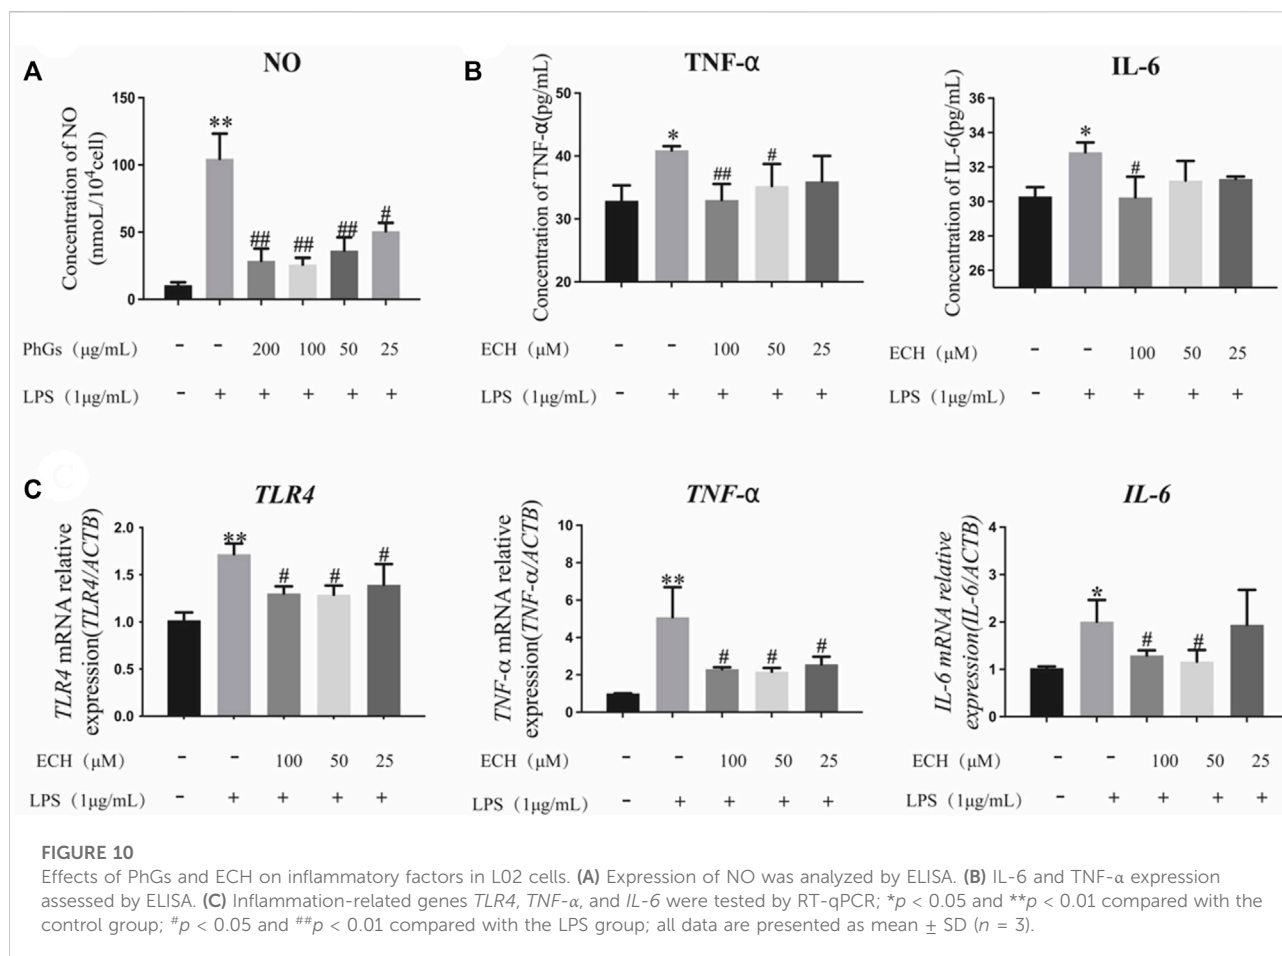 A
NO
Concentration of NO
(nmoL/10⁴cell)
150
100
50
0
**
##
##
##
#
PhGs（μg/mL） - - 200 100 50 25
LPS（1μg/mL） - + + + + +
B
TNF-α
Concentration of TNF-α(pg/mL)
50
40
30
20
*
##
#
ECH（μM） - - 100 50 25
LPS（1μg/mL） - + + + +
IL-6
Concentration of IL-6(pg/mL)
36
34
32
30
28
26
*
#
ECH（μM） - - 100 50 25
LPS（1μg/mL） - + + + +
C
TLR4
TLR4 mRNA relative
expression(TLR4/ACTB)
2.0
1.5
1.0
0.5
0.0
**
#
#
#
ECH（μM） - - 100 50 25
LPS（1μg/mL） - + + + +
TNF-α
TNF-α mRNA relative
expression(TNF-α/ACTB)
10
8
6
4
2
0
**
#
#
#
ECH（μM） - - 100 50 25
LPS（1μg/mL） - + + + +
IL-6
IL-6 mRNA relative
expression(IL-6/ACTB)
4
3
2
1
0
*
#
#
ECH（μM） - - 100 50 25
LPS（1μg/mL） - + + + +
FIGURE 10
Effects of PhGs and ECH on inflammatory factors in L02 cells. (A) Expression of NO was analyzed by ELISA. (B) IL-6 and TNF-α expression
assessed by ELISA. (C) Inflammation-related genes TLR4, TNF-α, and IL-6 were tested by RT-qPCR; *p < 0.05 and **p < 0.01 compared with the
control group; #p < 0.05 and ##p < 0.01 compared with the LPS group; all data are presented as mean ± SD (n = 3).